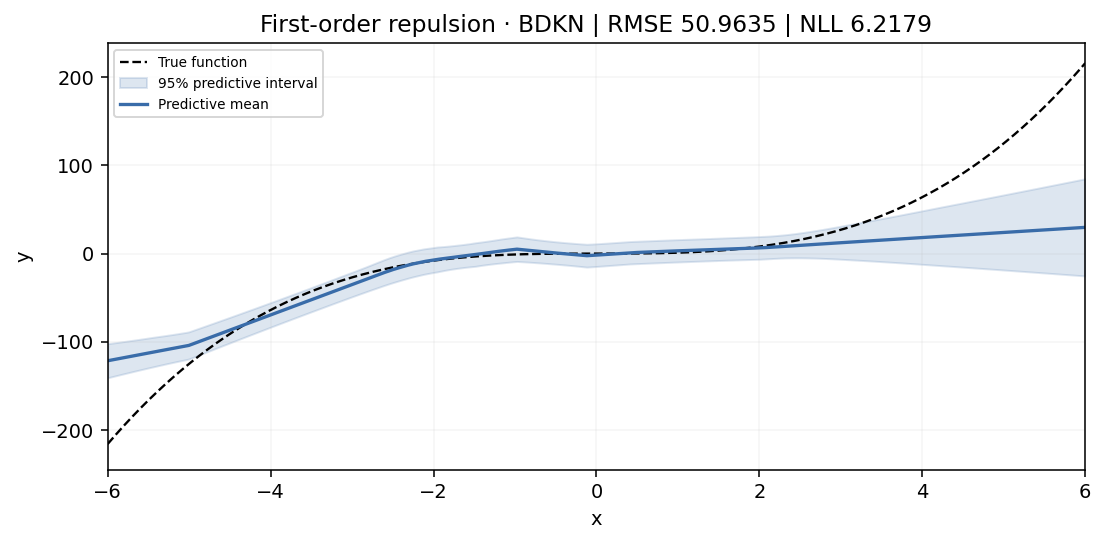 First-order repulsion · BDKN | RMSE 50.9635 | NLL 6.2179
True function
95% predictive interval
Predictive mean
y
200
100
0
−100
−200
−6
−4
−2
0
2
4
6
x